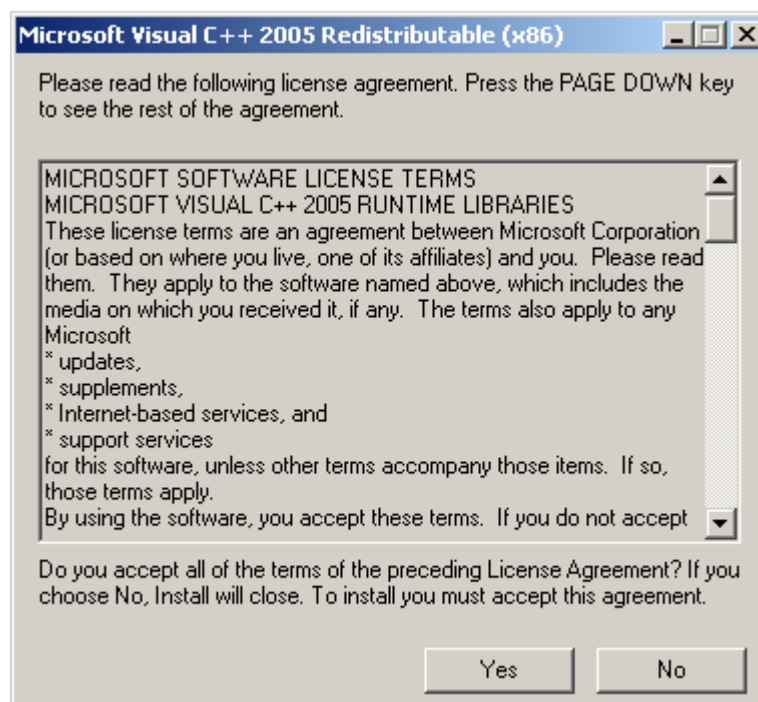 Microsoft Visual C++ 2005 Redistributable (x86)
Please read the following license agreement. Press the PAGE DOWN key
to see the rest of the agreement.
MICROSOFT SOFTWARE LICENSE TERMS
MICROSOFT VISUAL C++ 2005 RUNTIME LIBRARIES
These license terms are an agreement between Microsoft Corporation
(or based on where you live, one of its affiliates) and you.  Please read
them.  They apply to the software named above, which includes the
media on which you received it, if any.  The terms also apply to any
Microsoft
* updates,
* supplements,
* Internet-based services, and
* support services
for this software, unless other terms accompany those items.  If so,
those terms apply.
By using the software, you accept these terms.  If you do not accept
Do you accept all of the terms of the preceding License Agreement? If you
choose No, Install will close. To install you must accept this agreement.
Yes
No